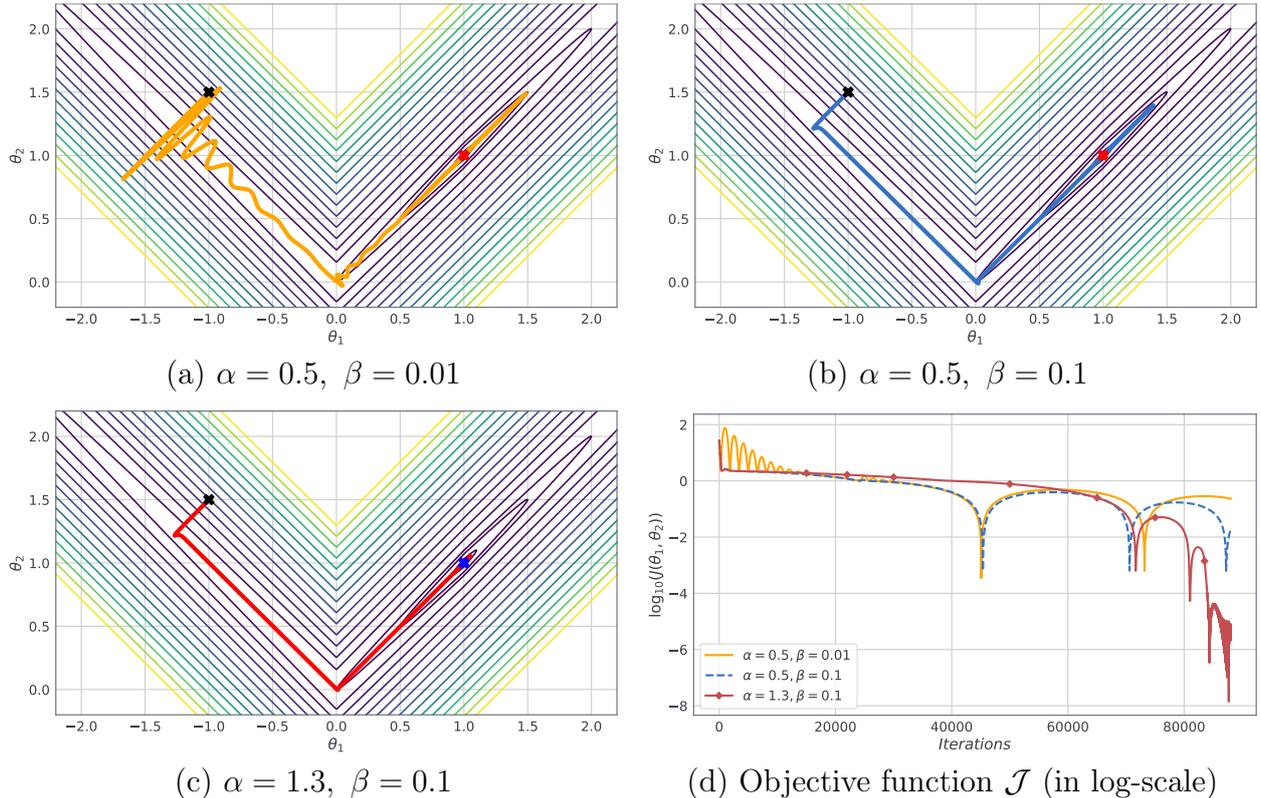 2.0
1.5
1.0
0.5
0.0
θ₂
−2.0 −1.5 −1.0 −0.5 0.0 0.5 1.0 1.5 2.0
θ₁
(a) α = 0.5, β = 0.01
2.0
1.5
1.0
0.5
0.0
θ₂
−2.0 −1.5 −1.0 −0.5 0.0 0.5 1.0 1.5 2.0
θ₁
(b) α = 0.5, β = 0.1
2.0
1.5
1.0
0.5
0.0
θ₂
−2.0 −1.5 −1.0 −0.5 0.0 0.5 1.0 1.5 2.0
θ₁
(c) α = 1.3, β = 0.1
2
0
−2
−4
−6
−8
log₁₀(J(θ₁, θ₂))
α = 0.5, β = 0.01
α = 0.5, β = 0.1
α = 1.3, β = 0.1
0 20000 40000 60000 80000
Iterations
(d) Objective function 𝒥 (in log-scale)